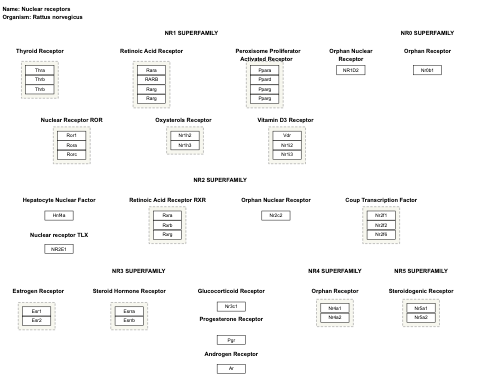 Name: Nuclear receptors
Organism: Rattus norvegicus
NR1 SUPERFAMILY
NR0 SUPERFAMILY
Thyroid Receptor
Retinoic Acid Receptor
Peroxisome Proliferator
Activated Receptor
Orphan Nuclear
Receptor
Orphan Receptor
Thra
Thrb
Thrb
Rara
RARB
Rarg
Rarg
Ppara
Ppard
Pparg
Pparg
NR1D2
Nr0b1
Nuclear Receptor ROR
Oxysterols Receptor
Vitamin D3 Receptor
Ror1
Rora
Rorc
Nr1h2
Nr1h3
Vdr
Nr1i2
Nr1i3
NR2 SUPERFAMILY
Hepatocyte Nuclear Factor
Retinoic Acid Receptor RXR
Orphan Nuclear Receptor
Coup Transcription Factor
Hnf4a
Rxra
Rxrb
Rxrg
Nr2c2
Nr2f1
Nr2f2
Nr2f6
Nuclear receptor TLX
NR2E1
NR3 SUPERFAMILY
NR4 SUPERFAMILY
NR5 SUPERFAMILY
Estrogen Receptor
Steroid Hormone Receptor
Glucocorticoid Receptor
Orphan Receptor
Steroidogenic Receptor
Esr1
Esr2
Esrra
Esrrb
Nr3c1
Nr4a1
Nr4a2
Nr5a1
Nr5a2
Progesterone Receptor
Pgr
Androgen Receptor
Ar